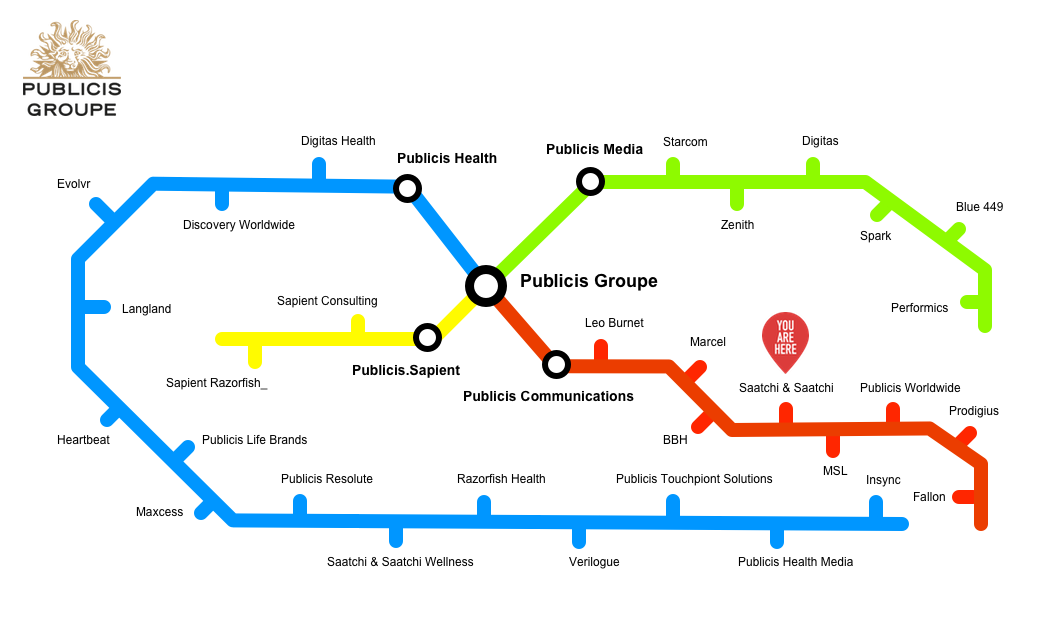 PUBLICIS
GROUPE
Digitas Health
Publicis Health
Publicis Media
Starcom
Digitas
Evolvr
Discovery Worldwide
Zenith
Spark
Blue 449
Publicis Groupe
Langland
Sapient Consulting
Leo Burnet
Performics
YOU
ARE
HERE
Marcel
Sapient Razorfish_
Publicis.Sapient
Publicis Communications
Saatchi & Saatchi
Publicis Worldwide
Prodigius
Heartbeat
Publicis Life Brands
BBH
MSL
Publicis Resolute
Razorfish Health
Publicis Touchpiont Solutions
Insync
Fallon
Maxcess
Saatchi & Saatchi Wellness
Verilogue
Publicis Health Media